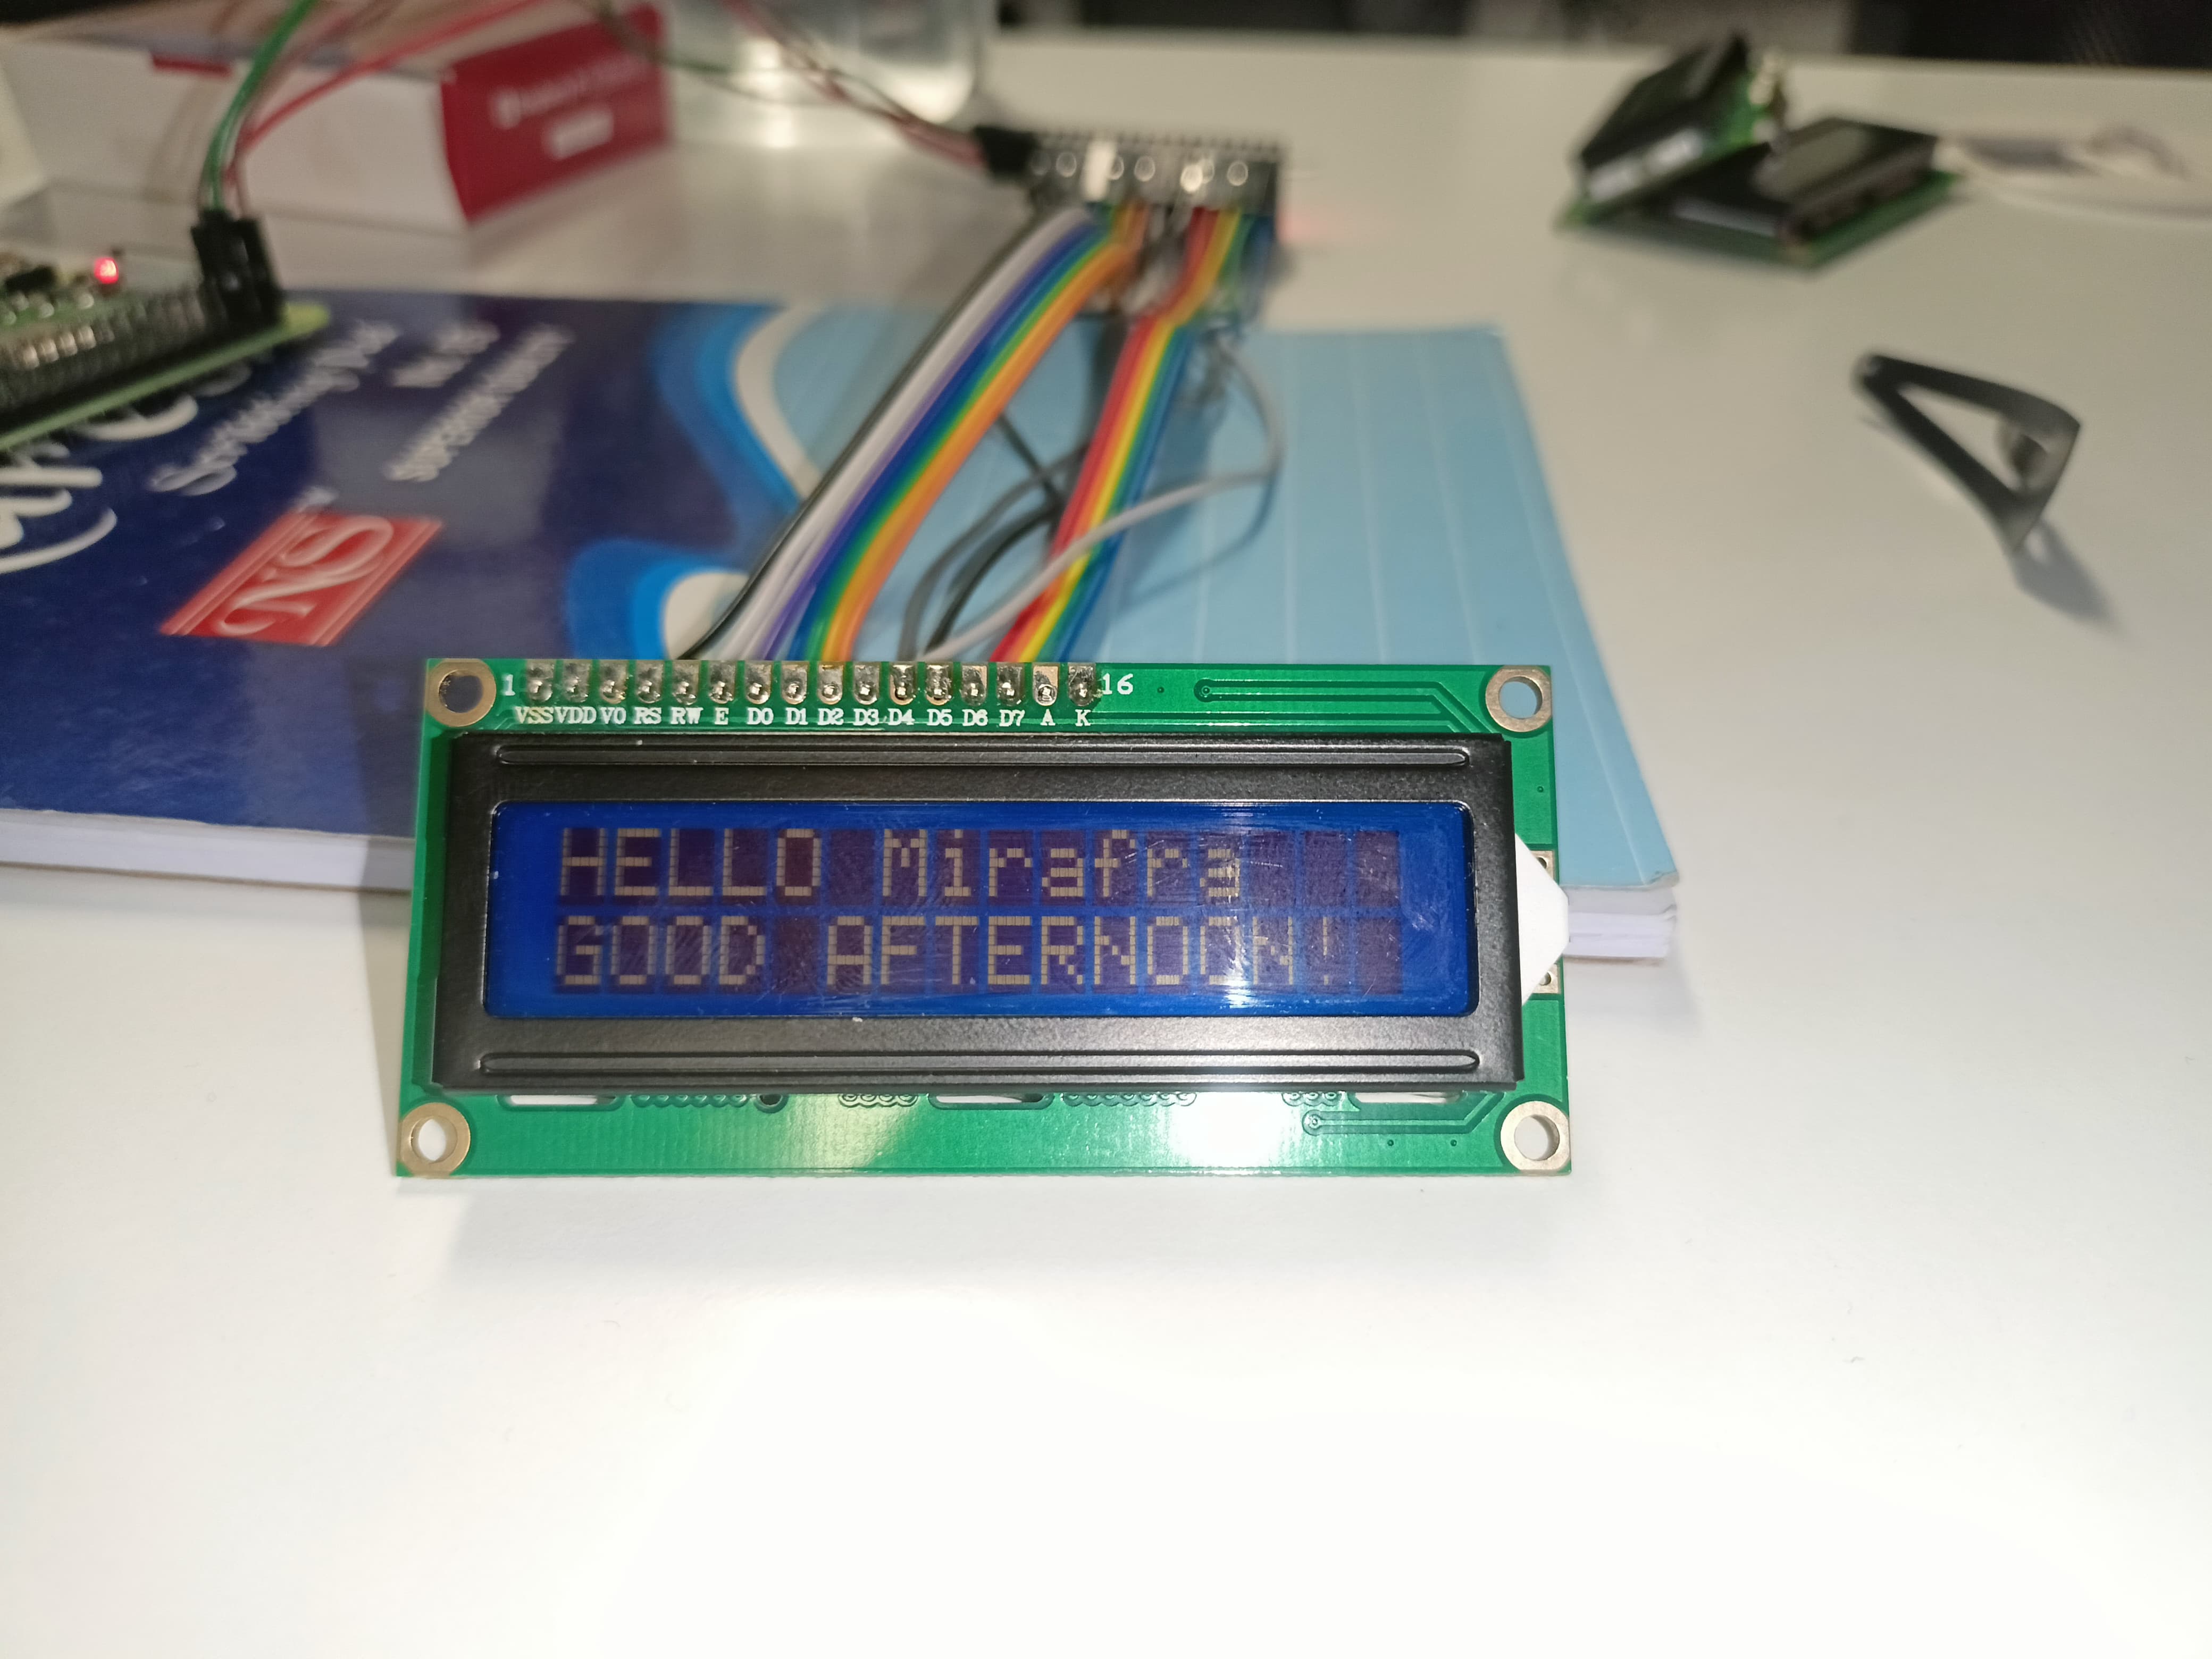 NS
1
16
VSS VDD V0 RS RW E D0 D1 D2 D3 D4 D5 D6 D7 A K
HELLO Mirafra
GOOD AFTERNOON!